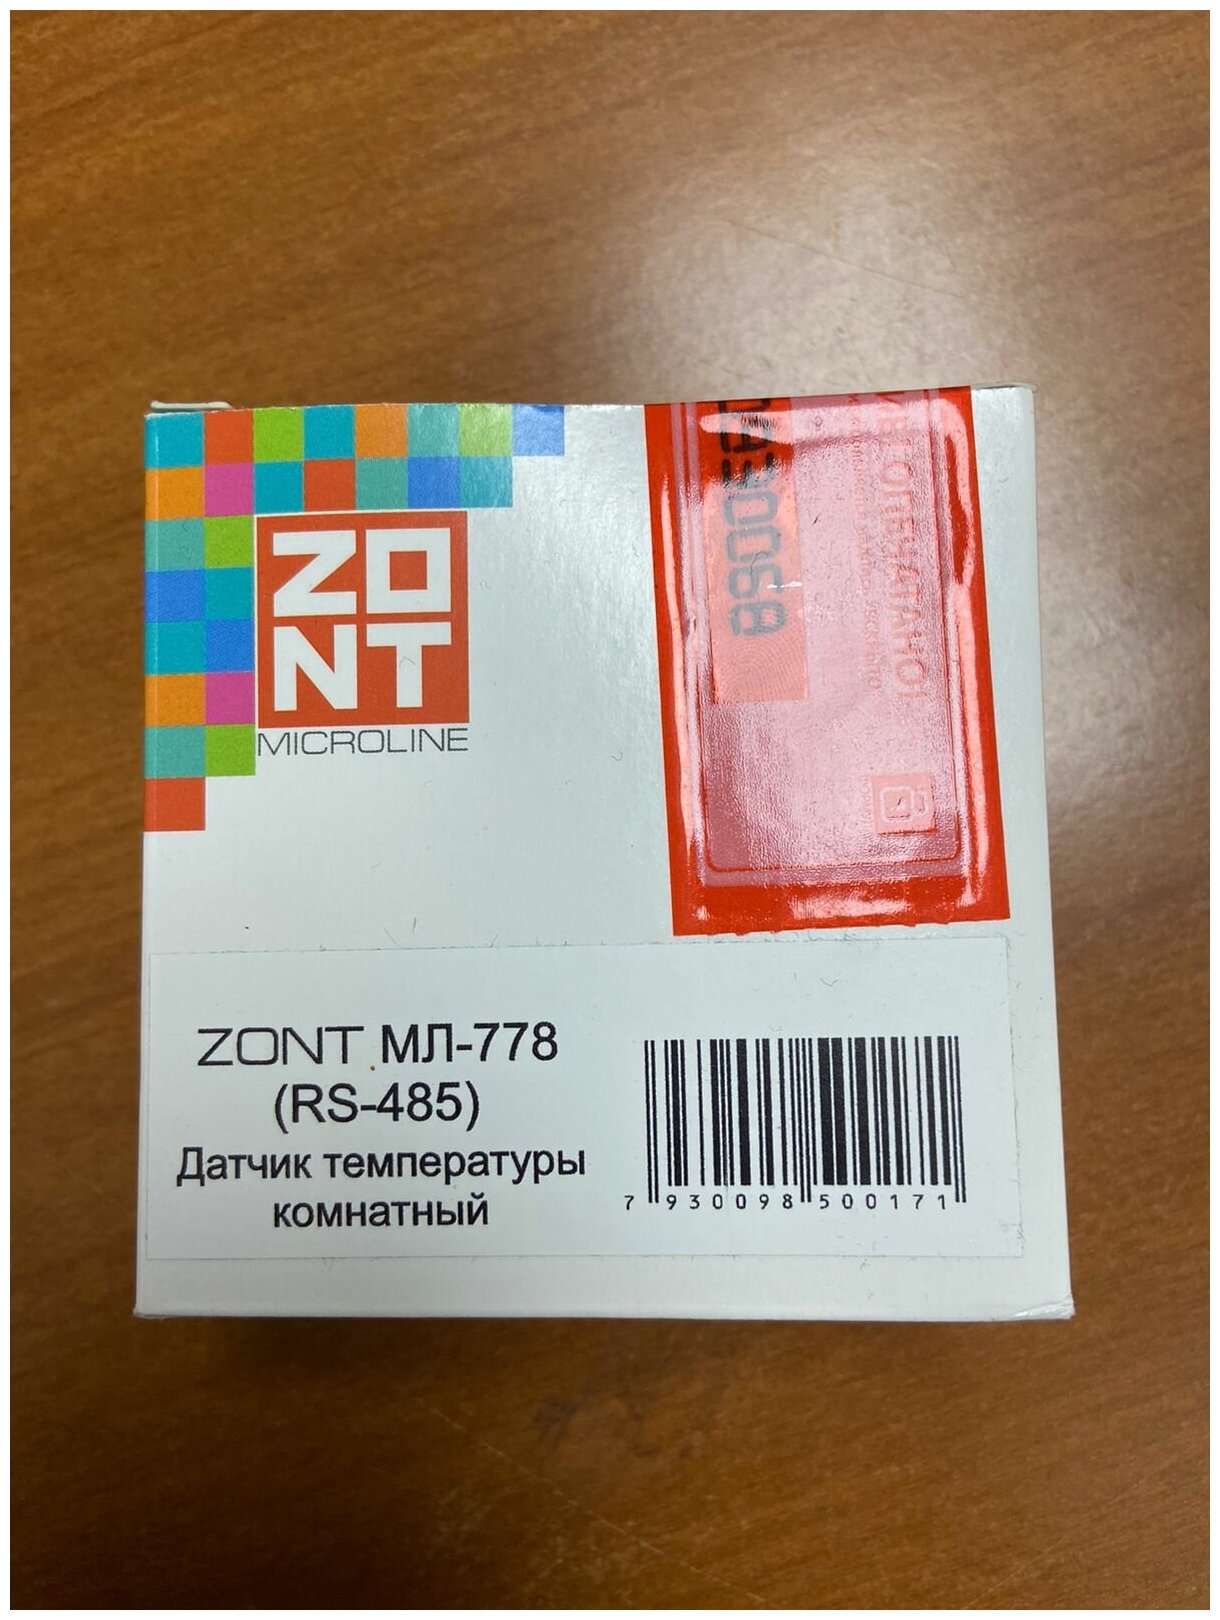 ZO
NT
MICROLINE
ZONT МЛ-778
(RS-485)
Датчик температуры
комнатный
7 930098 500171